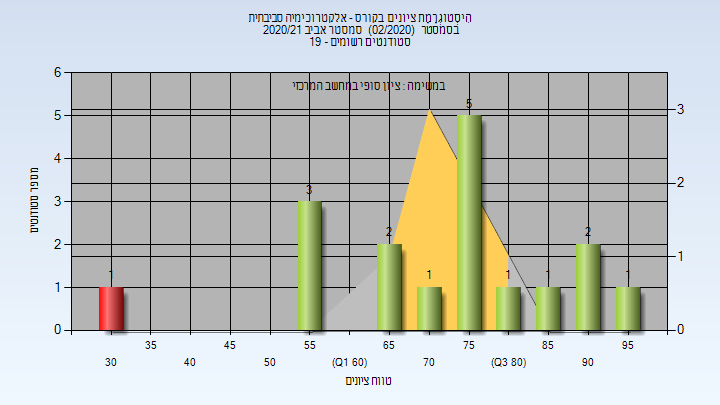 היסטוגרמת ציונים בקורס - אלקטרוכימיה סביבתית
בסמסטר (02/2020) סמסטר אביב 2020/21
סטודנטים רשומים - 19
במשימה : ציון סופי במחשב המרכזי
מספר סטודנטים
6
5
4
3
2
1
0
3
2
1
0
1
3
2
1
5
1
1
2
1
35 45 55 65 75 85 95
30 40 50 (Q1 60) 70 (Q3 80) 90
טווח ציונים